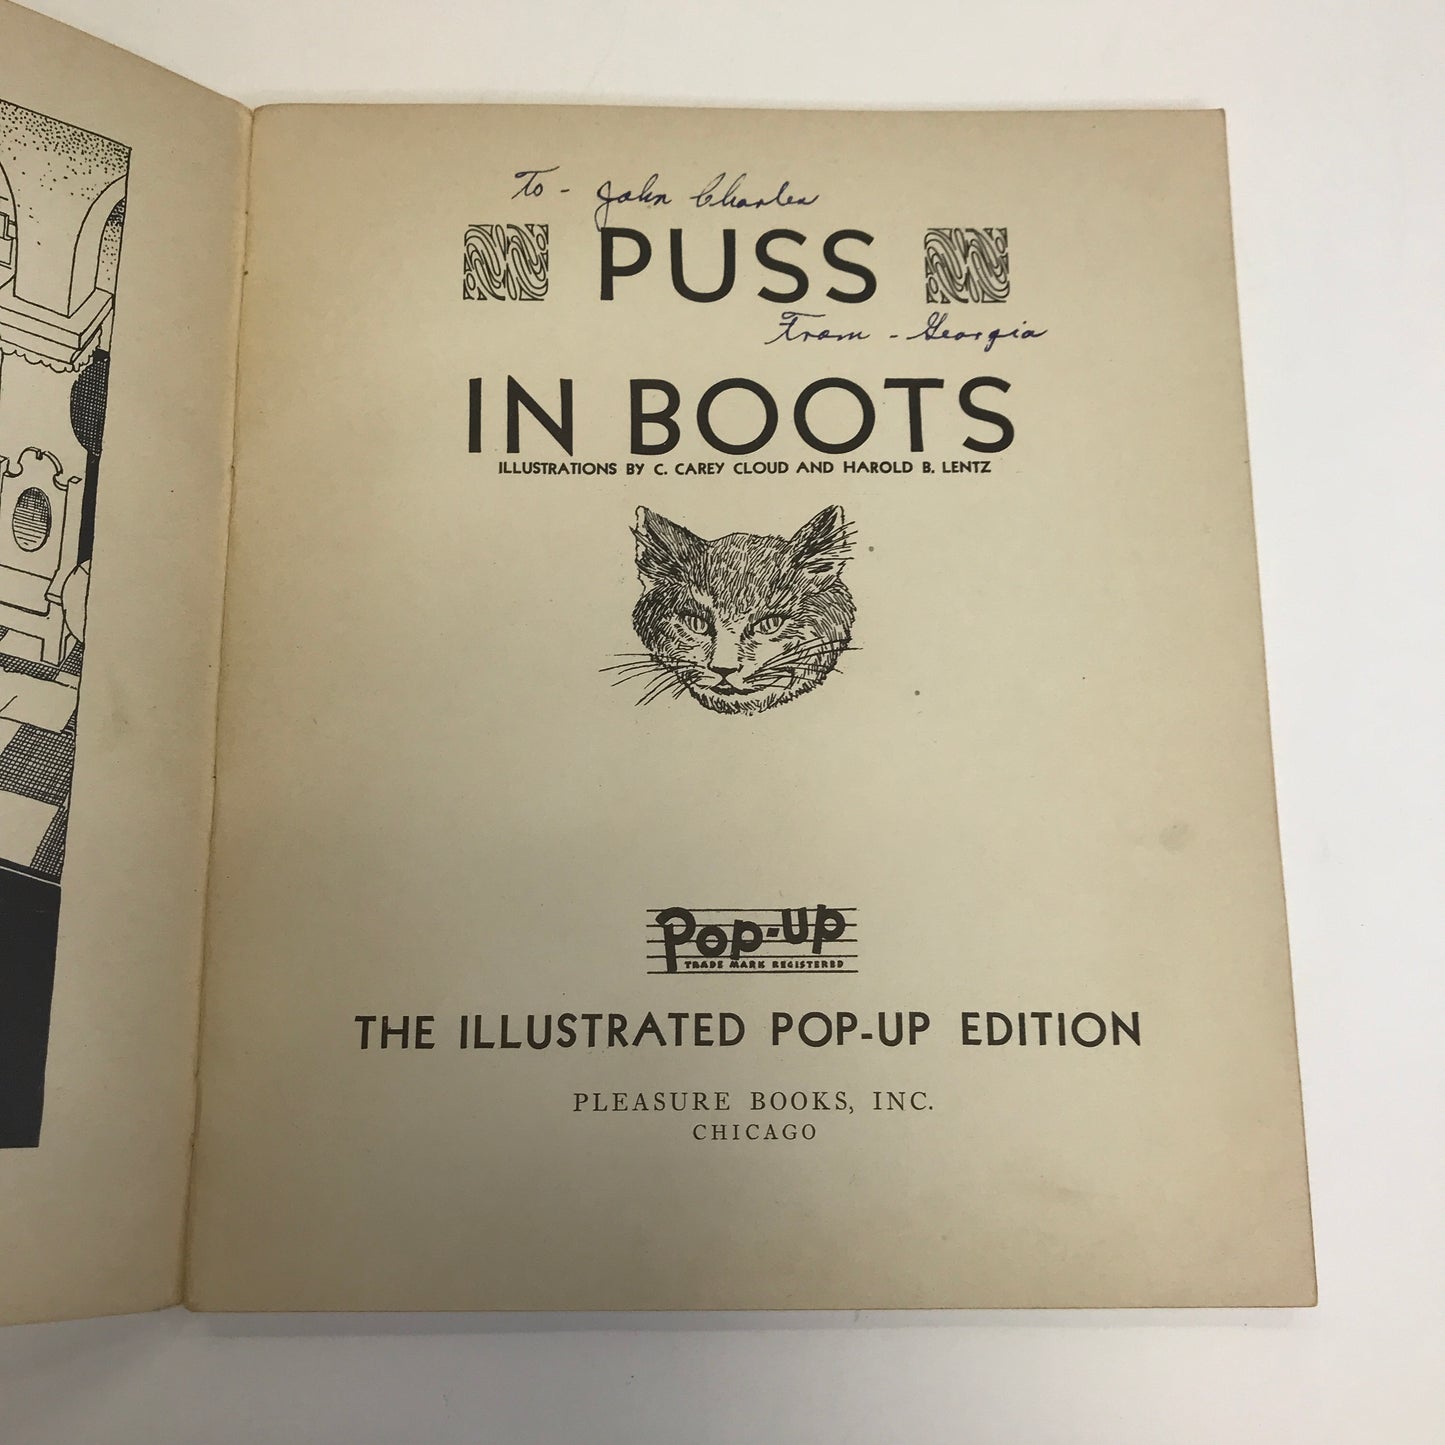 To - John Charles
PUSS
From - Georgia
IN BOOTS
ILLUSTRATIONS BY C. CAREY CLOUD AND HAROLD B. LENTZ
Pop-up
TRADE MARK REGISTERED
THE ILLUSTRATED POP-UP EDITION
PLEASURE BOOKS, INC.
CHICAGO